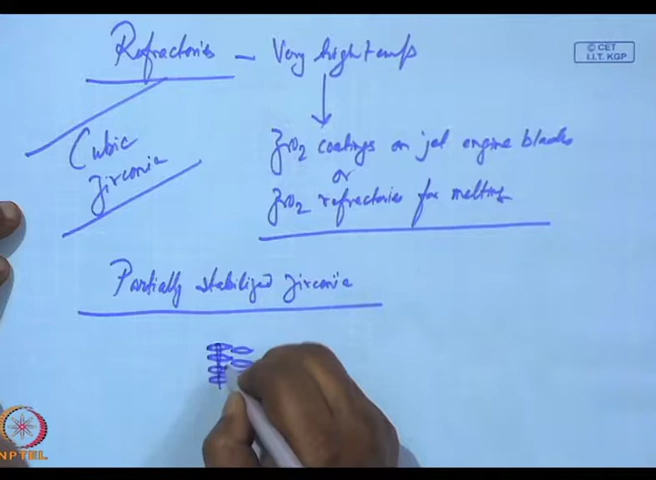 Refractories - Very high temps
© CET
I.I.T. KGP
Cubic
Zirconia
ZrO2 coatings on jet engine blades
or
ZrO2 refractories for melting
Partially stabilized Zirconia
NPTEL